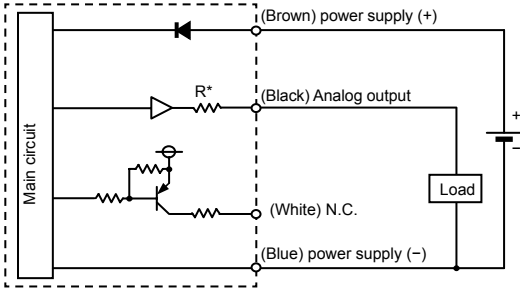 (Brown) power supply (+)
R*
(Black) Analog output
Main circuit
+
−
Load
(White) N.C.
(Blue) power supply (−)